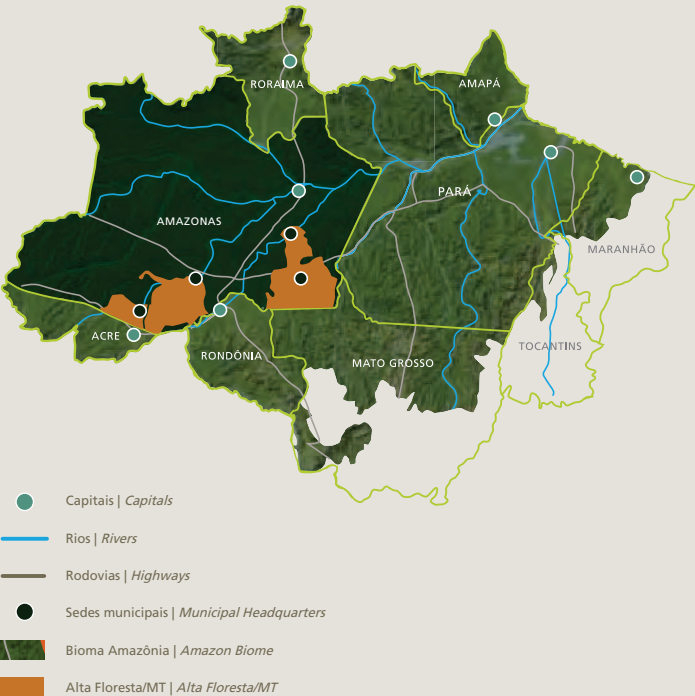 RORAIMA
AMAPÁ
PARÁ
AMAZONAS
MARANHÃO
ACRE
RONDÔNIA
MATO GROSSO
TOCANTINS
Capitais | Capitals
Rios | Rivers
Rodovias | Highways
Sedes municipais | Municipal Headquarters
Bioma Amazônia | Amazon Biome
Alta Floresta/MT | Alta Floresta/MT